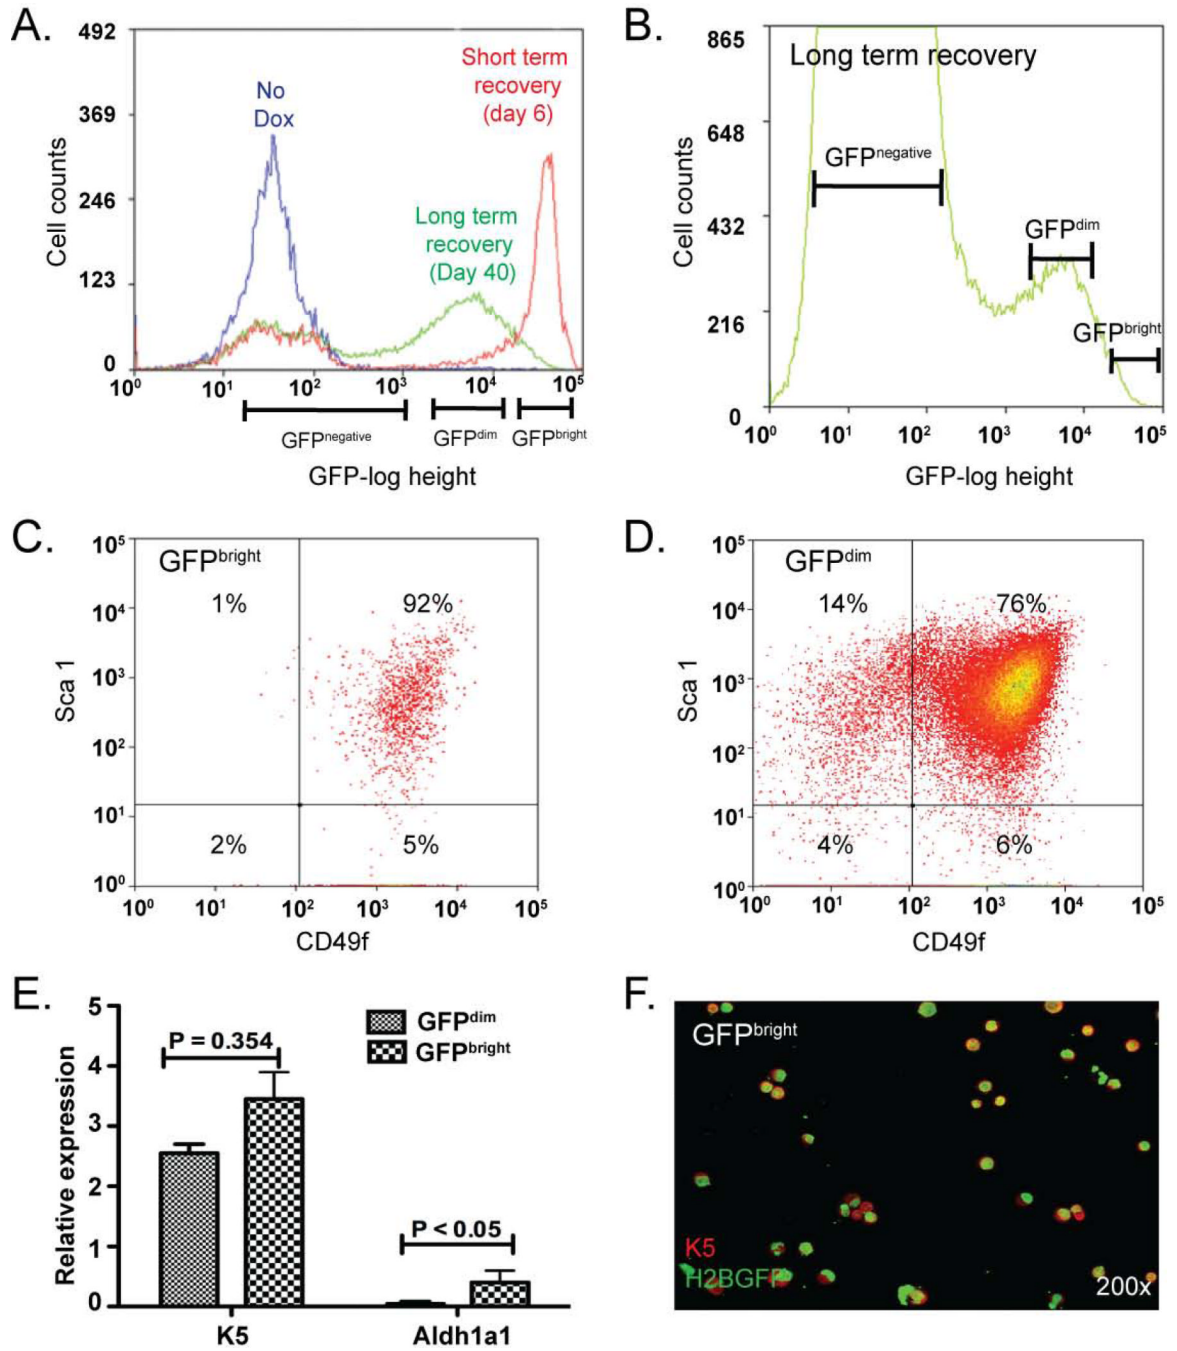 A.
492
369
246
123
0
Cell counts
No
Dox
Short term
recovery
(day 6)
Long term
recovery
(Day 40)
10⁰ 10¹ 10² 10³ 10⁴ 10⁵
GFPⁿᵉᵍᵃᵗⁱᵛᵉ GFPᵈⁱᵐ GFPᵇʳⁱᵍʰᵗ
GFP-log height
B.
865
648
432
216
0
Cell counts
Long term recovery
GFPⁿᵉᵍᵃᵗⁱᵛᵉ
GFPᵈⁱᵐ
GFPᵇʳⁱᵍʰᵗ
10⁰ 10¹ 10² 10³ 10⁴ 10⁵
GFP-log height
C.
10⁵
10⁴
10³
10²
10¹
10⁰
Sca 1
GFPᵇʳⁱᵍʰᵗ
1% 92%
2% 5%
10⁰ 10¹ 10² 10³ 10⁴ 10⁵
CD49f
D.
10⁵
10⁴
10³
10²
10¹
10⁰
Sca 1
GFPᵈⁱᵐ
14% 76%
4% 6%
10⁰ 10¹ 10² 10³ 10⁴ 10⁵
CD49f
E.
5
4
3
2
1
0
Relative expression
P = 0.354
GFPᵈⁱᵐ
GFPᵇʳⁱᵍʰᵗ
P < 0.05
K5 Aldh1a1
F.
GFPᵇʳⁱᵍʰᵗ
K5
H2BGFP
200x